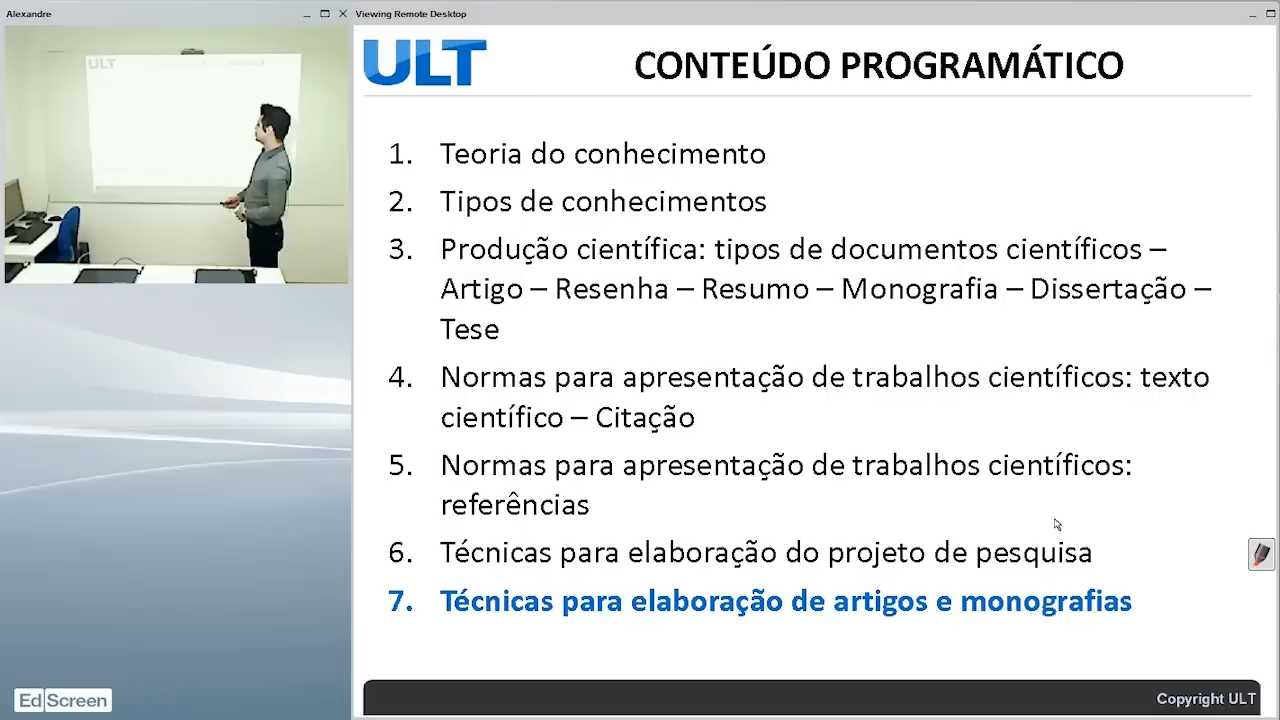 Alexandre
Viewing Remote Desktop
ULT
ULT
CONTEÚDO PROGRAMÁTICO
1. Teoria do conhecimento
2. Tipos de conhecimentos
3. Produção científica: tipos de documentos científicos –
Artigo – Resenha – Resumo – Monografia – Dissertação –
Tese
4. Normas para apresentação de trabalhos científicos: texto
científico – Citação
5. Normas para apresentação de trabalhos científicos:
referências
6. Técnicas para elaboração do projeto de pesquisa
7. Técnicas para elaboração de artigos e monografias
Ed Screen
Copyright ULT